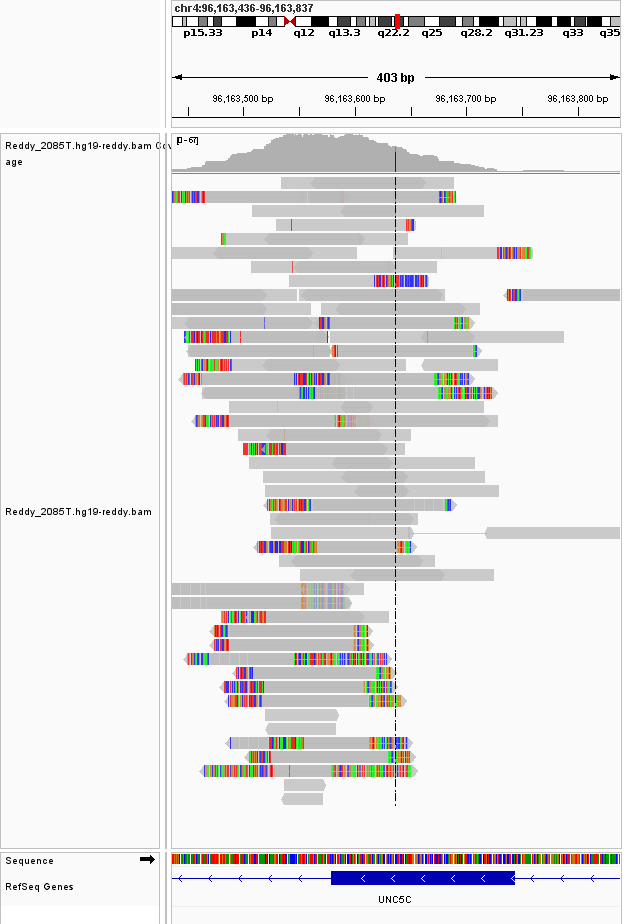 chr4:96,163,436-96,163,837
p15.33 p14 q12 q13.3 q22.2 q25 q28.2 q31.23 q33 q35
403 bp
96,163,500 bp 96,163,600 bp 96,163,700 bp 96,163,800 bp
[0 - 67]
Reddy_2085T.hg19-reddy.bam Cov
age
Reddy_2085T.hg19-reddy.bam
Sequence
RefSeq Genes
UNC5C